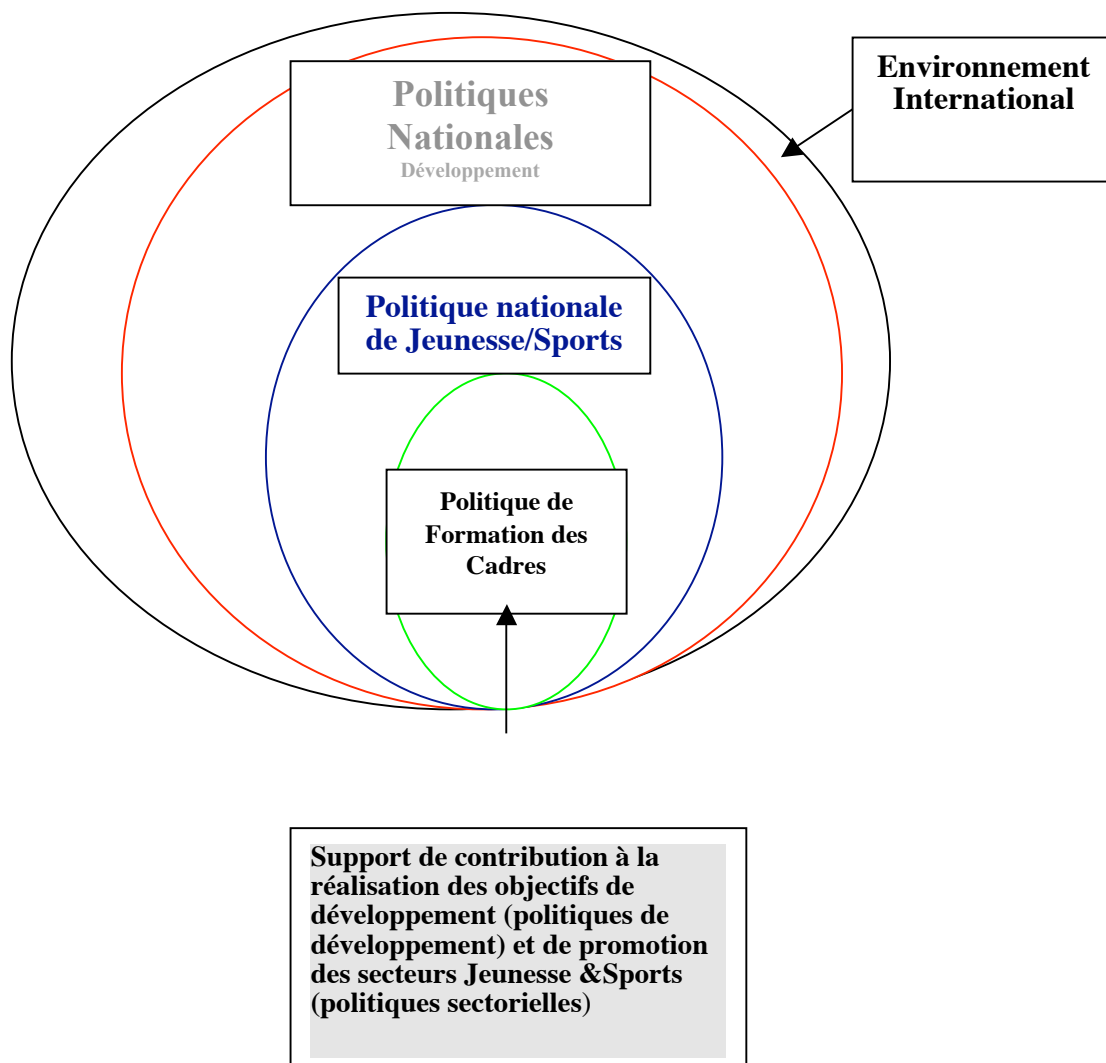 Politiques
Nationales
Développement
Environnement
International
Politique nationale
de Jeunesse/Sports
Politique de
Formation des
Cadres
Support de contribution à la
réalisation des objectifs de
développement (politiques de
développement) et de promotion
des secteurs Jeunesse &Sports
(politiques sectorielles)